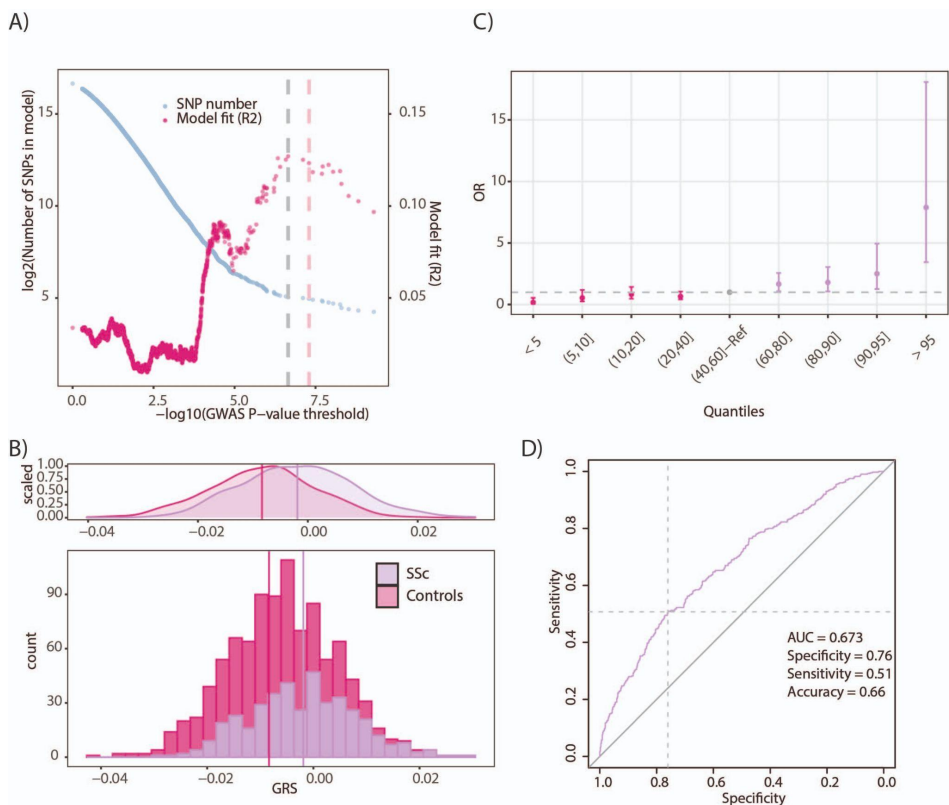 A)
SNP number
Model fit (R2)
log2(Number of SNPs in model)
15
10
5
0.15
0.10
0.05
Model fit (R2)
0.0
2.5
5.0
7.5
−log10(GWAS P-value threshold)
B)
scaled
1.00
0.75
0.50
0.25
0.00
−0.04
−0.02
0.00
0.02
SSc
Controls
count
90
60
30
0
−0.04
−0.02
0.00
0.02
GRS
C)
OR
15
10
5
0
< 5
(5,10]
(10,20]
(20,40]
(40,60]−Ref
(60,80]
(80,90]
(90,95]
> 95
Quantiles
D)
Sensitivity
1.0
0.8
0.6
0.4
0.2
0.0
AUC = 0.673
Specificity = 0.76
Sensitivity = 0.51
Accuracy = 0.66
1.0
0.8
0.6
0.4
0.2
0.0
Specificity